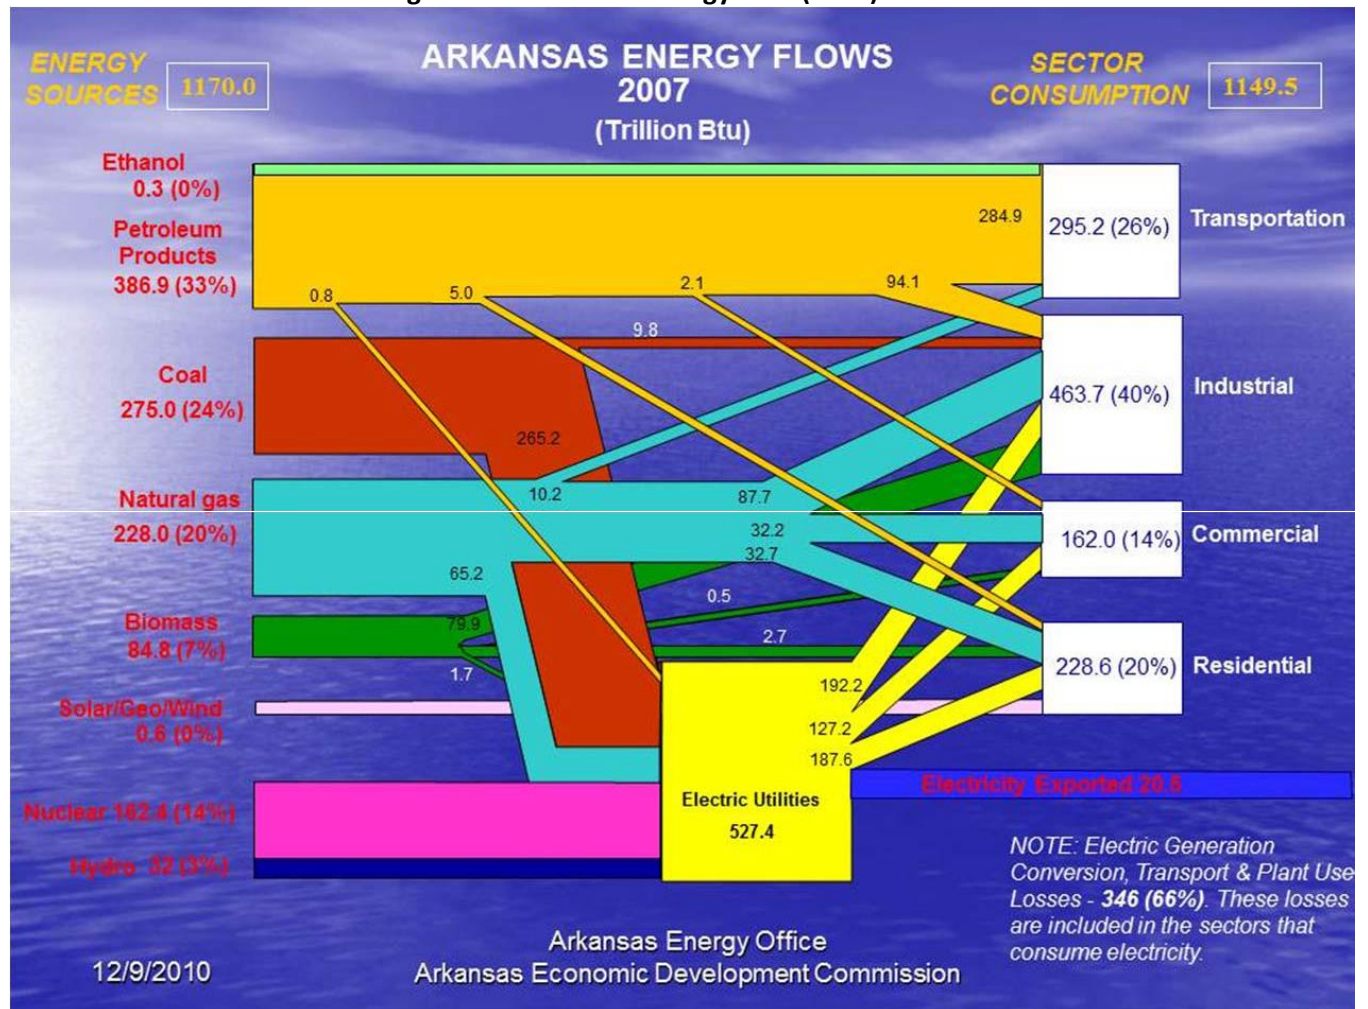 ENERGY
SOURCES 1170.0
ARKANSAS ENERGY FLOWS
2007
(Trillion Btu)
SECTOR
CONSUMPTION 1149.5
Ethanol
0.3 (0%)
Petroleum
Products
386.9 (33%)
Coal
275.0 (24%)
Natural gas
228.0 (20%)
Biomass
84.8 (7%)
Solar/Geo/Wind
0.6 (0%)
Nuclear 162.4 (14%)
Hydro 32 (3%)
284.9
0.8
5.0
2.1
94.1
9.8
265.2
10.2
87.7
32.2
32.7
65.2
79.9
0.5
2.7
1.7
192.2
127.2
187.6
Electric Utilities
527.4
295.2 (26%) Transportation
463.7 (40%) Industrial
162.0 (14%) Commercial
228.6 (20%) Residential
Electricity Exported 20.5
NOTE: Electric Generation
Conversion, Transport & Plant Use
Losses - 346 (66%). These losses
are included in the sectors that
consume electricity.
12/9/2010
Arkansas Energy Office
Arkansas Economic Development Commission